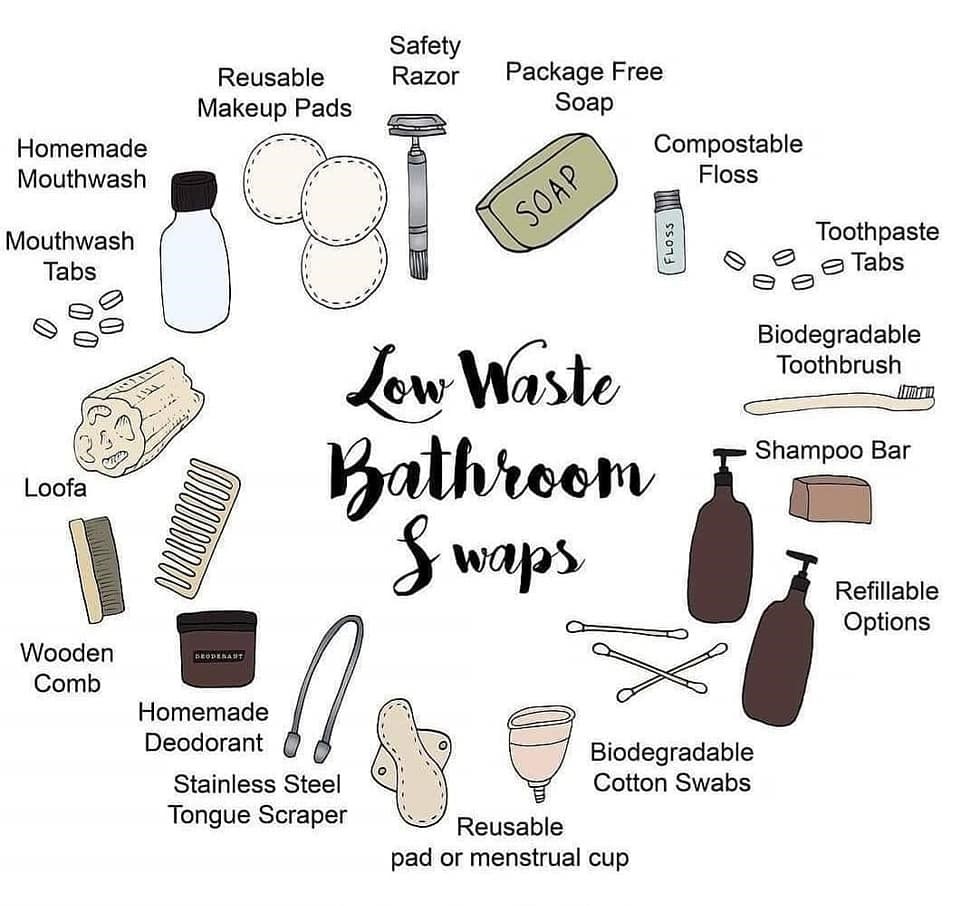 Safety
Razor
Reusable
Makeup Pads
Package Free
Soap
Homemade
Mouthwash
Compostable
Floss
SOAP
FLOSS
Mouthwash
Tabs
Toothpaste
Tabs
Biodegradable
Toothbrush
Low Waste
Bathroom
Swaps
Shampoo Bar
Loofa
Refillable
Options
Wooden
Comb
DEODERANT
Homemade
Deodorant
Stainless Steel
Tongue Scraper
Biodegradable
Cotton Swabs
Reusable
pad or menstrual cup